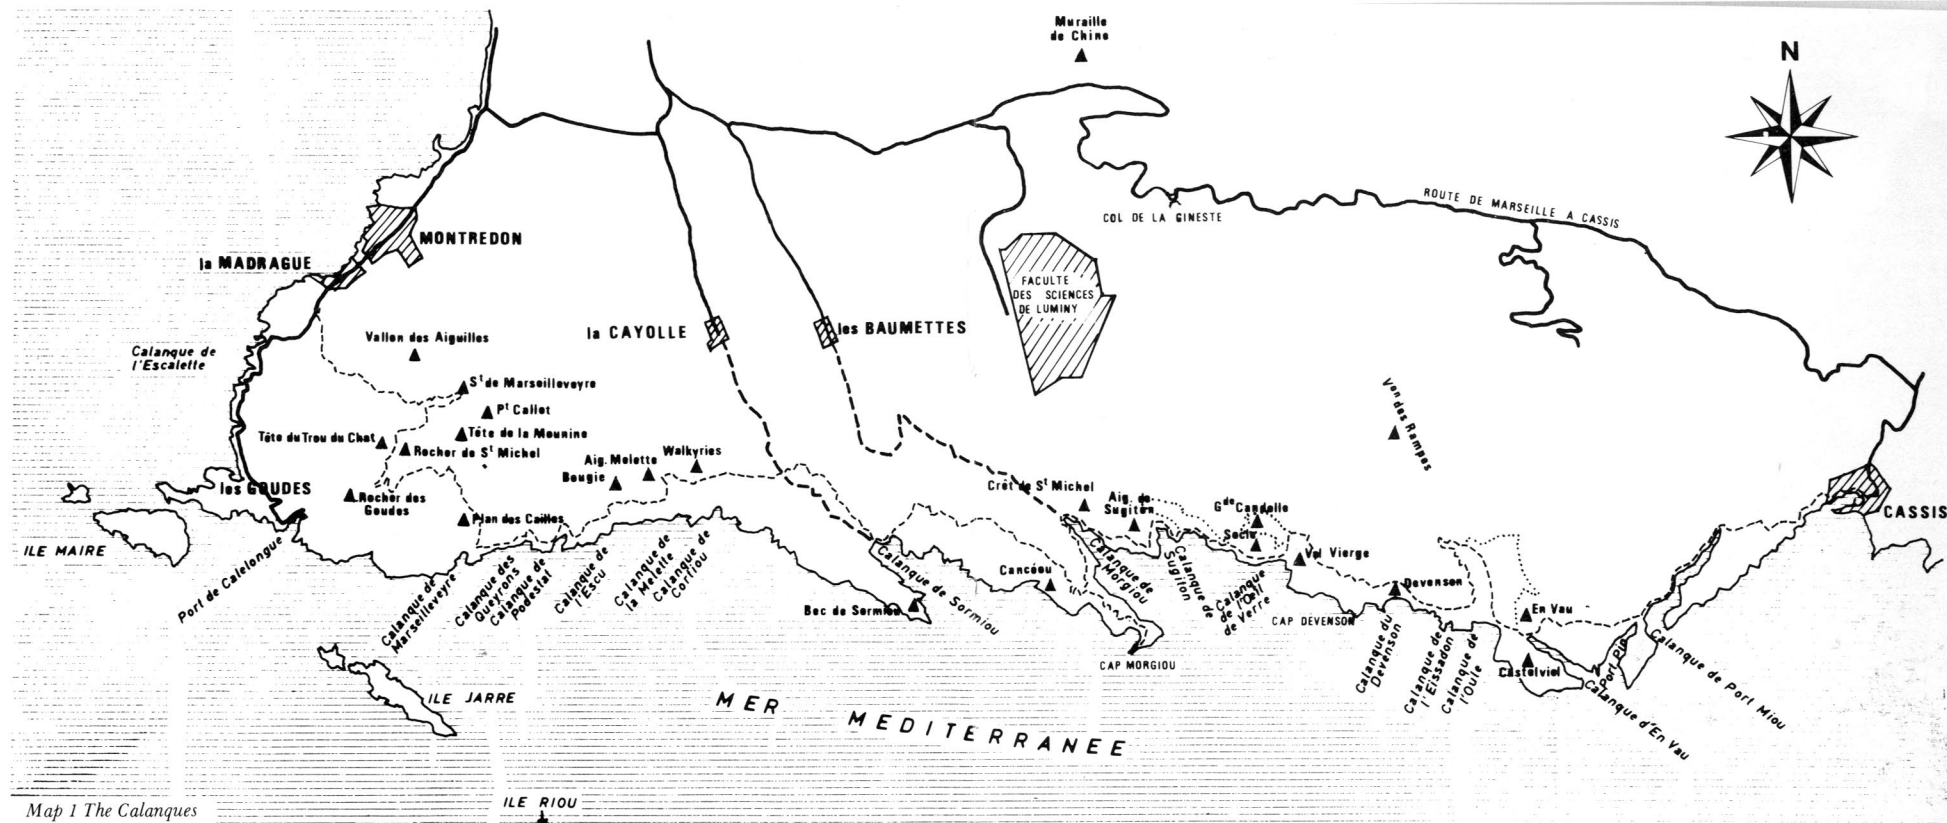 Muraille
de Chine
N
ROUTE DE MARSEILLE A CASSIS
COL DE LA GINESTE
MONTREDON
la MADRAGUE
FACULTE
DES SCIENCES
DE LUMINY
Vallon des Aiguilles
la CAYOLLE
les BAUMETTES
Calanque de
l'Escalette
St de Marseilleveyre
Pt Callot
Tête du Trou du Chat
Tête de la Mounine
Rocher de St Michel
Von des Rampes
Aig. Melette
Walkyries
Bougie
les GOUDES
Rocher des
Goudes
Crêt de St Michel
Aig. de
Sugiton
Gde Candelle
Socle
Plan des Cailles
CASSIS
ILE MAIRE
Port de Calelongue
Calanque de
Marseilleveyre
Calanque des
Queyrons
Calanque de
Podestat
Calanque de
l'Escu
Calanque de
la Melette
Calanque de
Cortiou
Calanque de Sormiou
Bec de Sormiou
Cancéou
Calanque de
Morgiou
Calanque de
Sugiton
Calanque
de l'Oeil
de Verre
Val Vierge
Devenson
En Vau
CAP DEVENSON
CAP MORGIOU
Calanque du
Devenson
Calanque de
l'Eissadon
Calanque de
l'Oule
Castelviel
Port Pin
Calanque d'En Vau
Calanque de Port Miou
ILE JARRE
MER MEDITERRANEE
ILE RIOU
Map 1 The Calanques